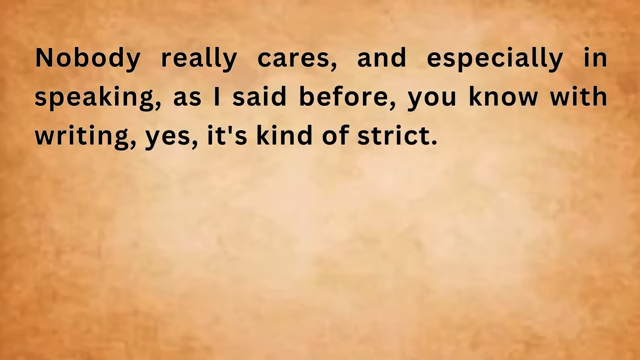 Nobody really cares, and especially in
speaking, as I said before, you know with
writing, yes, it's kind of strict.